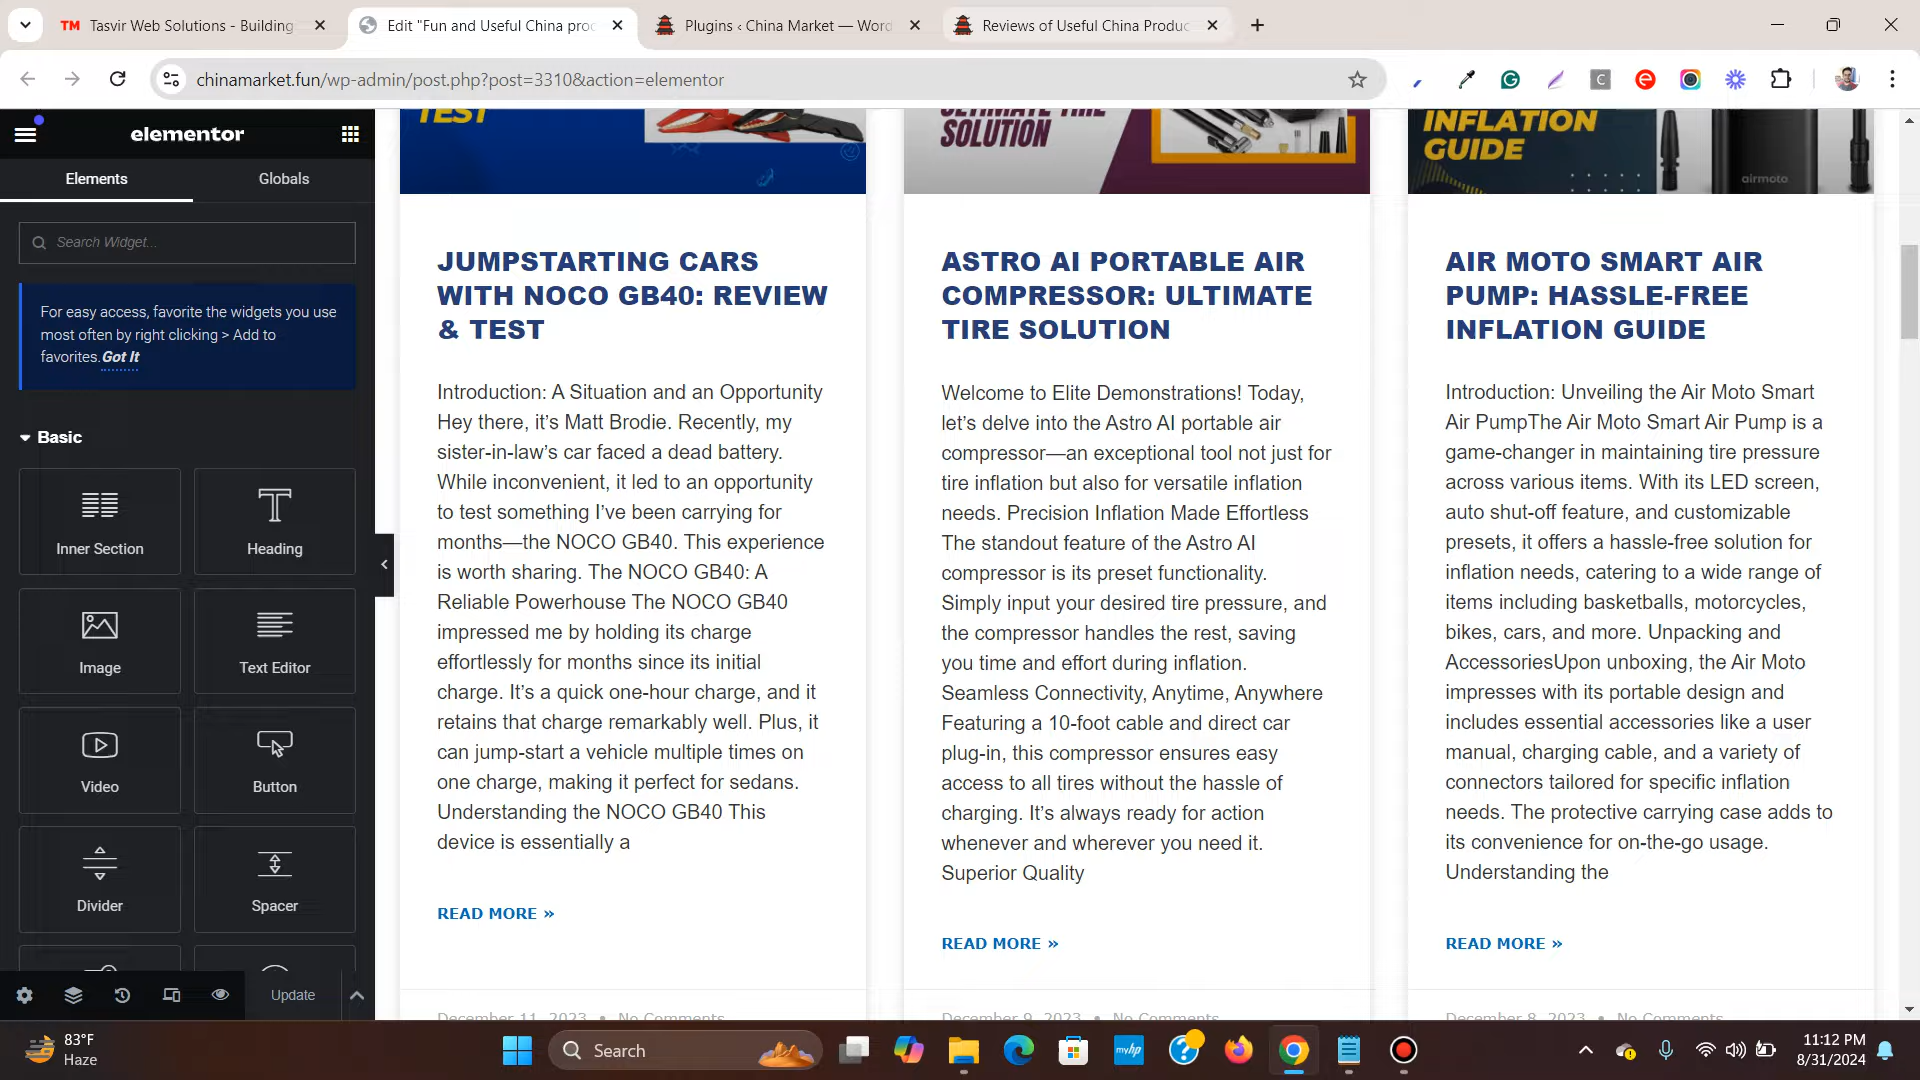 Tasvir Web Solutions - Building
Edit "Fun and Useful China proc
Plugins ‹ China Market — Word
Reviews of Useful China Produc
chinamarket.fun/wp-admin/post.php?post=3310&action=elementor
elementor
Elements
Globals
Search Widget...
For easy access, favorite the widgets you use
most often by right clicking > Add to
favorites. Got It
Basic
Inner Section
Heading
Image
Text Editor
Video
Button
Divider
Spacer
Update
TEST
ULTIMATE TIRE
SOLUTION
INFLATION
GUIDE
airmoto
JUMPSTARTING CARS
WITH NOCO GB40: REVIEW
& TEST
Introduction: A Situation and an Opportunity
Hey there, it’s Matt Brodie. Recently, my
sister-in-law’s car faced a dead battery.
While inconvenient, it led to an opportunity
to test something I’ve been carrying for
months—the NOCO GB40. This experience
is worth sharing. The NOCO GB40: A
Reliable Powerhouse The NOCO GB40
impressed me by holding its charge
effortlessly for months since its initial
charge. It’s a quick one-hour charge, and it
retains that charge remarkably well. Plus, it
can jump-start a vehicle multiple times on
one charge, making it perfect for sedans.
Understanding the NOCO GB40 This
device is essentially a
READ MORE »
December 11, 2023 • No Comments
ASTRO AI PORTABLE AIR
COMPRESSOR: ULTIMATE
TIRE SOLUTION
Welcome to Elite Demonstrations! Today,
let’s delve into the Astro AI portable air
compressor—an exceptional tool not just for
tire inflation but also for versatile inflation
needs. Precision Inflation Made Effortless
The standout feature of the Astro AI
compressor is its preset functionality.
Simply input your desired tire pressure, and
the compressor handles the rest, saving
you time and effort during inflation.
Seamless Connectivity, Anytime, Anywhere
Featuring a 10-foot cable and direct car
plug-in, this compressor ensures easy
access to all tires without the hassle of
charging. It’s always ready for action
whenever and wherever you need it.
Superior Quality
READ MORE »
December 9, 2023 • No Comments
AIR MOTO SMART AIR
PUMP: HASSLE-FREE
INFLATION GUIDE
Introduction: Unveiling the Air Moto Smart
Air PumpThe Air Moto Smart Air Pump is a
game-changer in maintaining tire pressure
across various items. With its LED screen,
auto shut-off feature, and customizable
presets, it offers a hassle-free solution for
inflation needs, catering to a wide range of
items including basketballs, motorcycles,
bikes, cars, and more. Unpacking and
AccessoriesUpon unboxing, the Air Moto
impresses with its portable design and
includes essential accessories like a user
manual, charging cable, and a variety of
connectors tailored for specific inflation
needs. The protective carrying case adds to
its convenience for on-the-go usage.
Understanding the
READ MORE »
December 8, 2023 • No Comments
83°F
Haze
Search
myhp
11:12 PM
8/31/2024